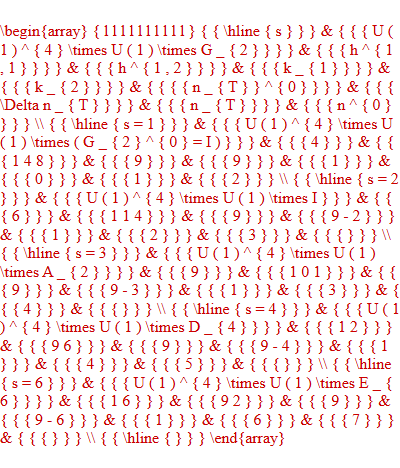 \begin{array} {1111111111} { { \hline { s } } } & { { { U (
1 ) ^ { 4 } \times U ( 1 ) \times G _ { 2 } } } } & { { { h ^ { 1
, 1 } } } } & { { { h ^ { 1 , 2 } } } } & { { { k _ { 1 } } } } &
{ { { k _ { 2 } } } } & { { { { n _ { T } } ^ { 0 } } } } & { { {
\Delta n _ { T } } } } & { { { n _ { T } } } } & { { { n ^ { 0 }
} } } \\ { { \hline { s = 1 } } } & { { { U ( 1 ) ^ { 4 } \times U
( 1 ) \times ( G _ { 2 } ^ { 0 } = I ) } } } & { { { 4 } } } & { {
{ 1 4 8 } } } & { { { 9 } } } & { { { 9 } } } & { { { 1 } } } &
{ { { 0 } } } & { { { 1 } } } & { { { 2 } } } \\ { { \hline { s = 2
} } } & { { { U ( 1 ) ^ { 4 } \times U ( 1 ) \times I } } } & { {
{ 6 } } } & { { { 1 1 4 } } } & { { { 9 } } } & { { { 9 - 2 } } }
& { { { 1 } } } & { { { 2 } } } & { { { 3 } } } & { { { } } } \\
{ { \hline { s = 3 } } } & { { { U ( 1 ) ^ { 4 } \times U ( 1 )
\times A _ { 2 } } } } & { { { 9 } } } & { { { 1 0 1 } } } & { {
{ 9 } } } & { { { 9 - 3 } } } & { { { 1 } } } & { { { 3 } } } & {
{ { 4 } } } & { { { } } } \\ { { \hline { s = 4 } } } & { { { U ( 1
) ^ { 4 } \times U ( 1 ) \times D _ { 4 } } } } & { { { 1 2 } } }
& { { { 9 6 } } } & { { { 9 } } } & { { { 9 - 4 } } } & { { { 1
} } } & { { { 4 } } } & { { { 5 } } } & { { { } } } \\ { { \hline
{ s = 6 } } } & { { { U ( 1 ) ^ { 4 } \times U ( 1 ) \times E _ {
6 } } } } & { { { 1 6 } } } & { { { 9 2 } } } & { { { 9 } } } &
{ { { 9 - 6 } } } & { { { 1 } } } & { { { 6 } } } & { { { 7 } } }
& { { { } } } \\ { { \hline { } } } \end{array}